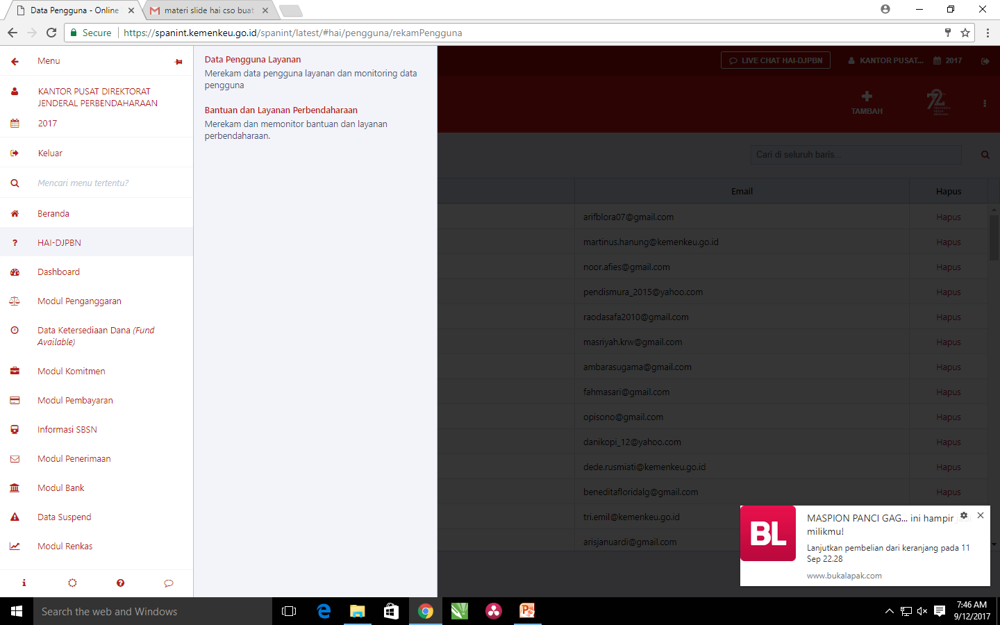 Data Pengguna - Online
materi slide hai cso buat
Secure
https://spanint.kemenkeu.go.id/spanint/latest/#hai/pengguna/rekamPengguna
Menu
KANTOR PUSAT DIREKTORAT
JENDERAL PERBENDAHARAAN
2017
Keluar
Mencari menu tertentu?
Beranda
HAI-DJPBN
Dashboard
Modul Penganggaran
Data Ketersediaan Dana (Fund
Available)
Modul Komitmen
Modul Pembayaran
Informasi SBSN
Modul Penerimaan
Modul Bank
Data Suspend
Modul Renkas
Data Pengguna Layanan
Merekam data pengguna layanan dan monitoring data
pengguna
Bantuan dan Layanan Perbendaharaan
Merekam dan memonitor bantuan dan layanan
perbendaharaan.
LIVE CHAT HAI-DJPBN
KANTOR PUSAT...
2017
TAMBAH
72
Cari di seluruh baris...
Email
Hapus
arifblora07@gmail.com
Hapus
martinus.hanung@kemenkeu.go.id
Hapus
noor.afies@gmail.com
Hapus
pendismura_2015@yahoo.com
Hapus
raodasafa2010@gmail.com
Hapus
masriyah.krw@gmail.com
Hapus
ambarasugama@gmail.com
Hapus
fahmasari@gmail.com
Hapus
opisono@gmail.com
Hapus
danikopi_12@yahoo.com
Hapus
dede.rusmiati@kemenkeu.go.id
Hapus
beneditafloridalg@gmail.com
Hapus
tri.emil@kemenkeu.go.id
arisjanuardi@gmail.com
BL
MASPION PANCI GAG... ini hampir
milikmu!
Lanjutkan pembelian dari keranjang pada 11
Sep 22.28
www.bukalapak.com
Search the web and Windows
7:46 AM
9/12/2017